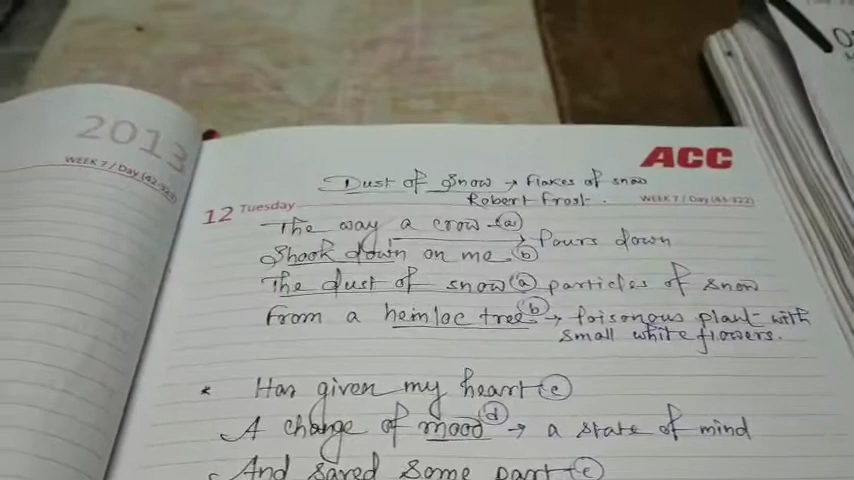 2013
WEEK 7 / Day (42-323)
ACC
WEEK 7 / Day (43-322)
12 Tuesday
Dust of Snow → flakes of snow
Robert Frost.
The way a crow (a)
Shook down on me (b) → Pours down
The dust of snow (a) particles of snow
From a hemloc tree (b) → Poisonous plant with
small white flowers.
* Has given my heart (c)
A change of mood (d) → a state of mind
And saved some part (c)